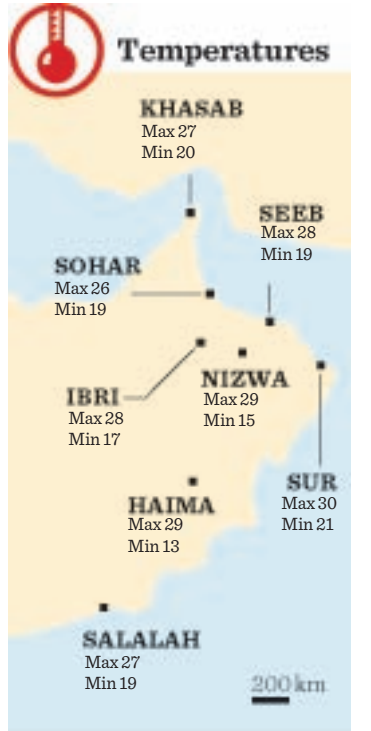 Temperatures
KHASAB
Max 27
Min 20
SEEB
Max 28
Min 19
SOHAR
Max 26
Min 19
NIZWA
Max 29
Min 15
IBRI
Max 28
Min 17
SUR
Max 30
Min 21
HAIMA
Max 29
Min 13
SALALAH
Max 27
Min 19
200 km